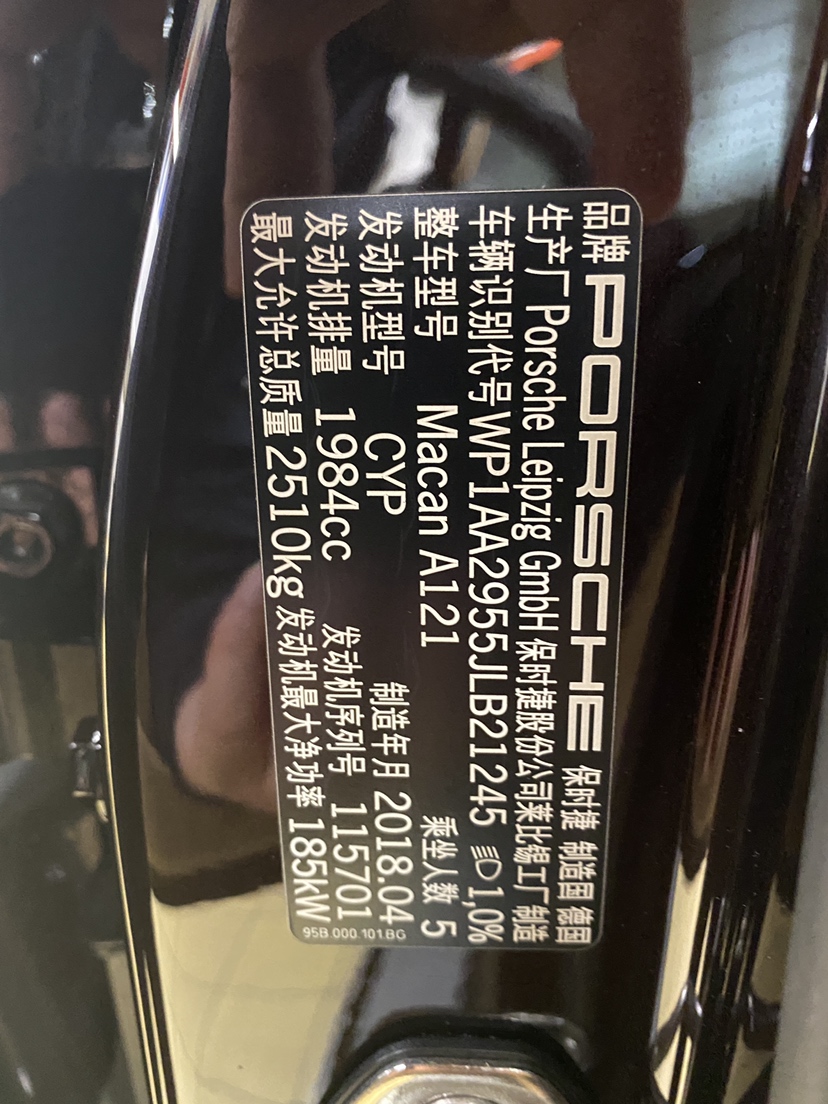 品牌 PORSCHE 保时捷 制造国 德国
生产厂 Porsche Leipzig GmbH 保时捷股份公司莱比锡工厂制造
车辆识别代号 WP1AA2955JLB21245 1,0%
整车型号 Macan A121 乘坐人数 5
发动机型号 CYP 制造年月 2018.04
发动机排量 1984cc 发动机序列号 115701
最大允许总质量 2510kg 发动机最大净功率 185kW
95B.000.101.BG